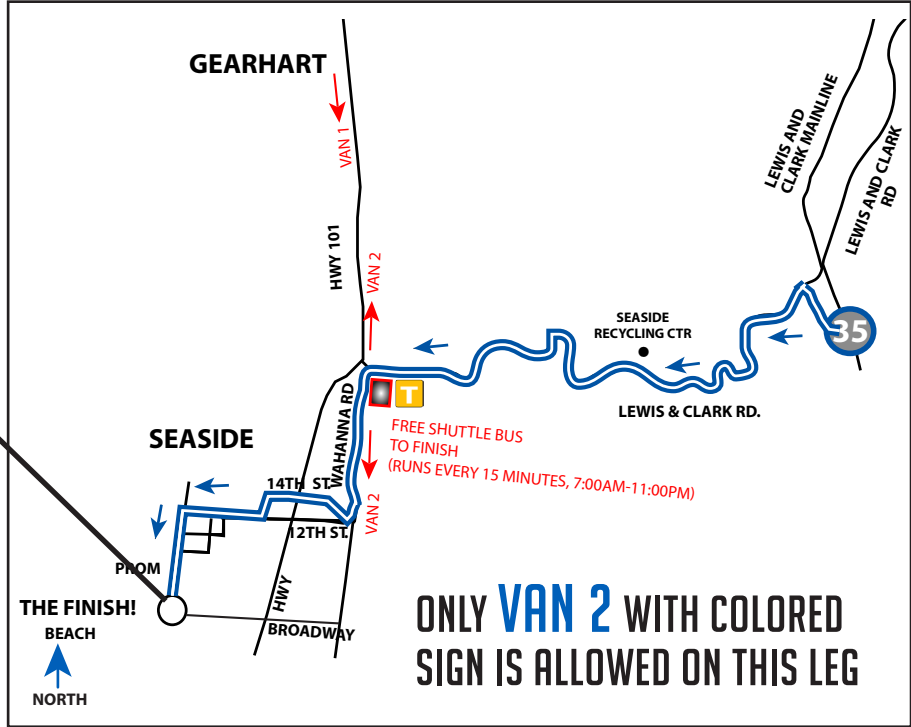 GEARHART
VAN 1
HWY 101
VAN 2
LEWIS AND
CLARK MAINLINE
LEWIS AND CLARK
RD
35
SEASIDE
RECYCLING CTR
LEWIS & CLARK RD.
T
WAHANNA RD
FREE SHUTTLE BUS
TO FINISH
(RUNS EVERY 15 MINUTES, 7:00AM-11:00PM)
SEASIDE
14TH ST.
VAN 2
12TH ST.
PROM
THE FINISH!
BEACH
NORTH
HWY
BROADWAY
ONLY VAN 2 WITH COLORED
SIGN IS ALLOWED ON THIS LEG